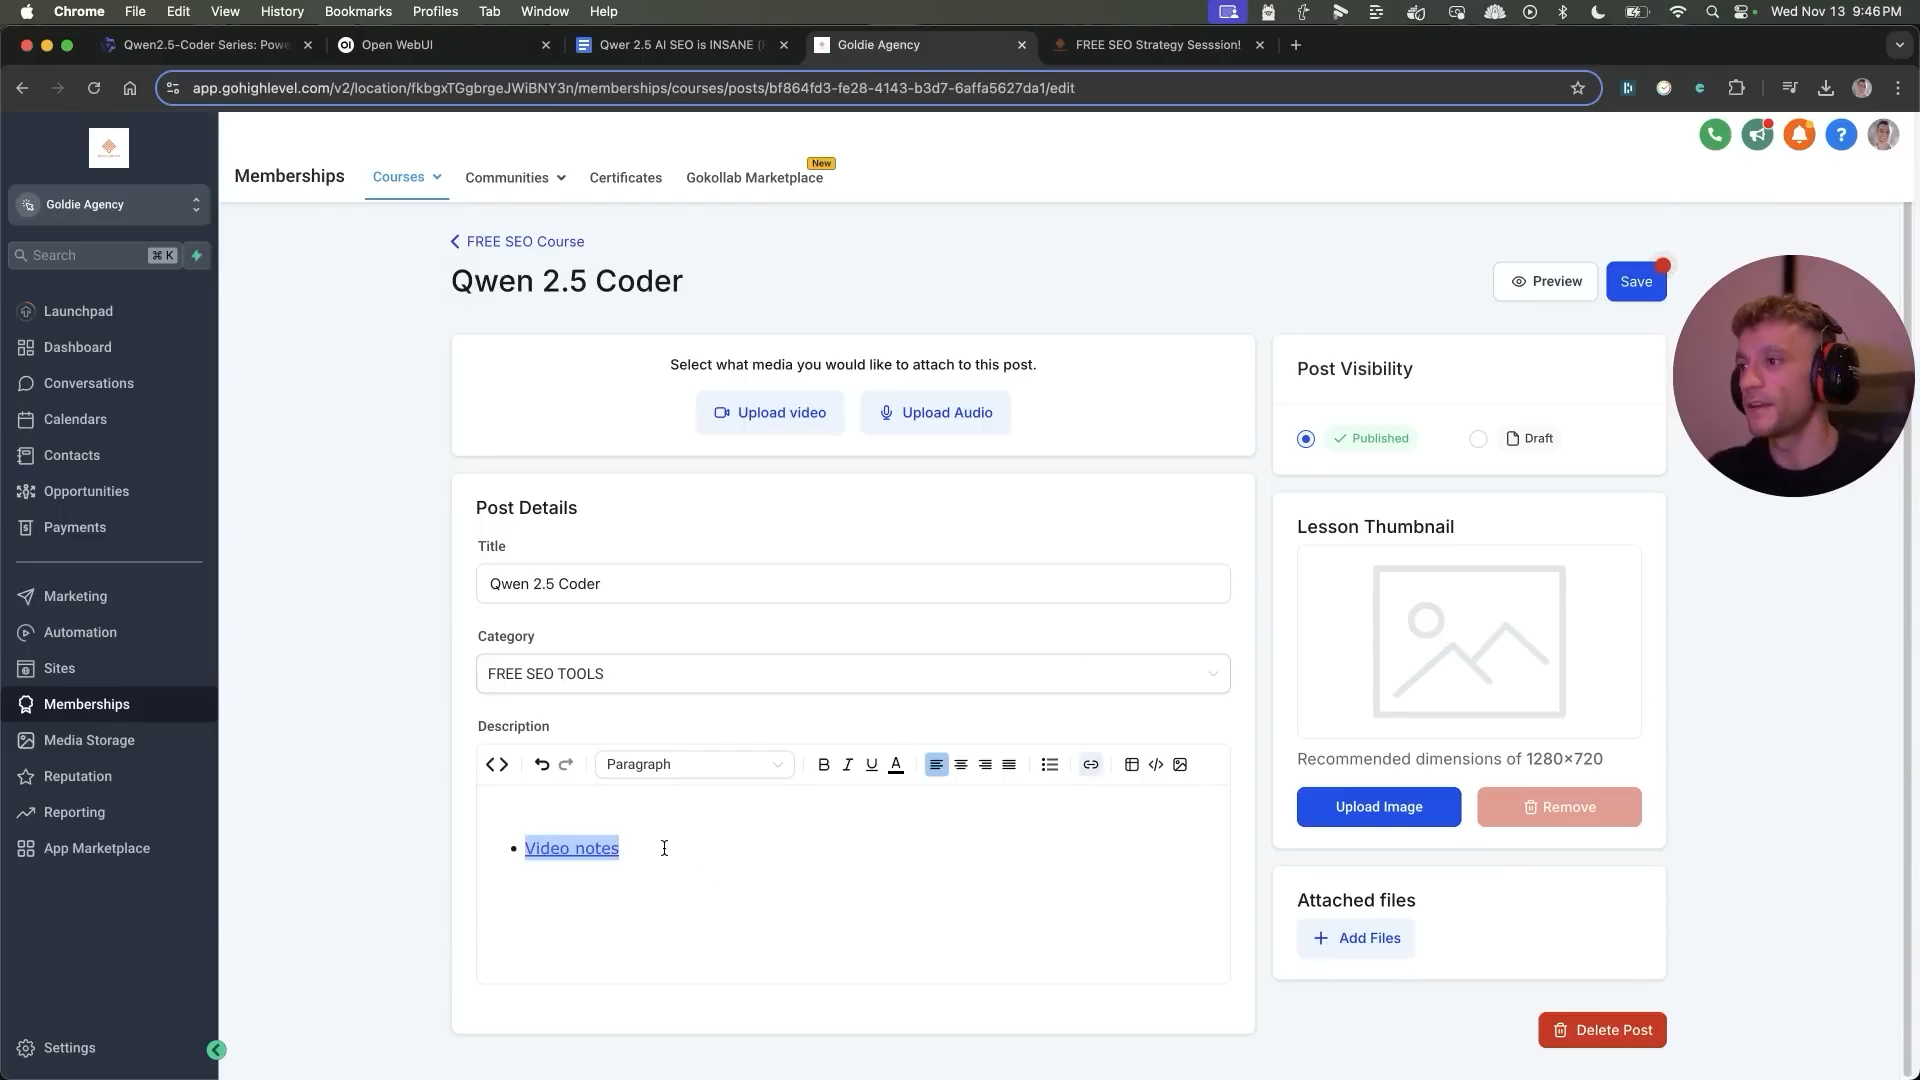 Chrome File Edit View History Bookmarks Profiles Tab Window Help
Wed Nov 13 9:46 PM
Qwen2.5-Coder Series: Powe
Open WebUI
Qwer 2.5 AI SEO is INSANE (F
Goldie Agency
FREE SEO Strategy Sesssion!
app.gohighlevel.com/v2/location/fkbgxTGgbrgeJWiBNY3n/memberships/courses/posts/bf864fd3-fe28-4143-b3d7-6affa5627da1/edit
Goldie Agency
Search
⌘ K
Launchpad
Dashboard
Conversations
Calendars
Contacts
Opportunities
Payments
Marketing
Automation
Sites
Memberships
Media Storage
Reputation
Reporting
App Marketplace
Settings
Memberships
Courses
Communities
Certificates
Gokollab Marketplace
New
FREE SEO Course
Qwen 2.5 Coder
Preview
Save
Select what media you would like to attach to this post.
Upload video
Upload Audio
Post Details
Title
Qwen 2.5 Coder
Category
FREE SEO TOOLS
Description
Paragraph
B I U A
• Video notes
Post Visibility
Published
Draft
Lesson Thumbnail
Recommended dimensions of 1280×720
Upload Image
Remove
Attached files
+ Add Files
Delete Post